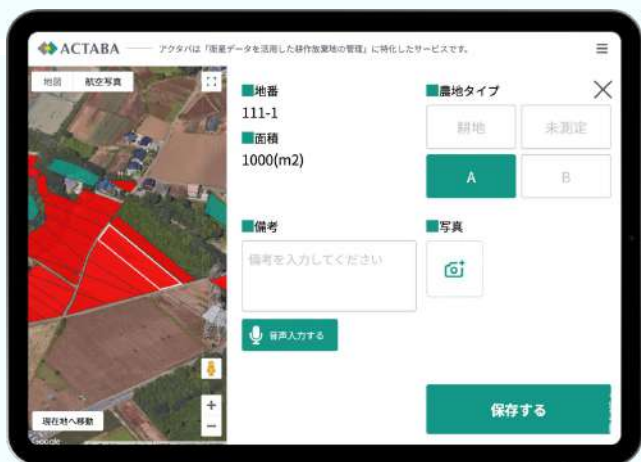 ACTABA
アクタバは「衛星データを活用した耕作放棄地の管理」に特化したサービスです。
地図 航空写真
地番
111-1
面積
1000(m2)
農地タイプ
耕地 未測定
A B
備考
備考を入力してください
音声入力する
写真
現在地へ移動
Google
保存する